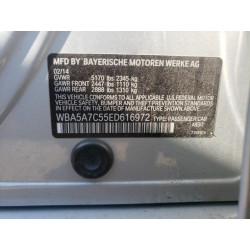 MFD BY BAYERISCHE MOTOREN WERKE AG
02/14
GVWR 5170 lbs 2345 kg
GAWR FRONT 2447 lbs 1110 kg
GAWR REAR 2888 lbs 1310 kg
THIS VEHICLE CONFORMS TO ALL APPLICABLE U.S. FEDERAL MOTOR
VEHICLE SAFETY, BUMPER AND THEFT PREVENTION STANDARDS
IN EFFECT ON THE DATE OF MANUFACTURE SHOWN ABOVE.
WBA5A7C55ED616972 TYPE: PASSENGER CAR